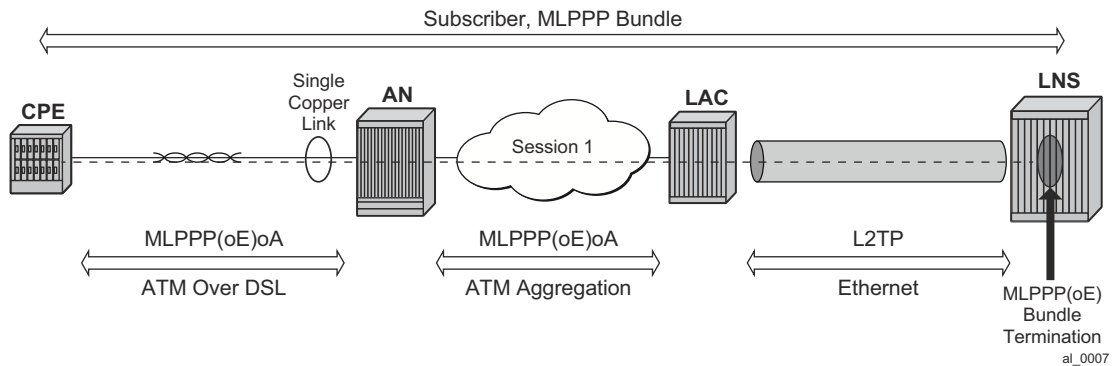 Subscriber, MLPPP Bundle
CPE
Single
Copper
Link
AN
Session 1
LAC
LNS
MLPPP(oE)oA
ATM Over DSL
MLPPP(oE)oA
ATM Aggregation
L2TP
Ethernet
MLPPP(oE)
Bundle
Termination
al_0007